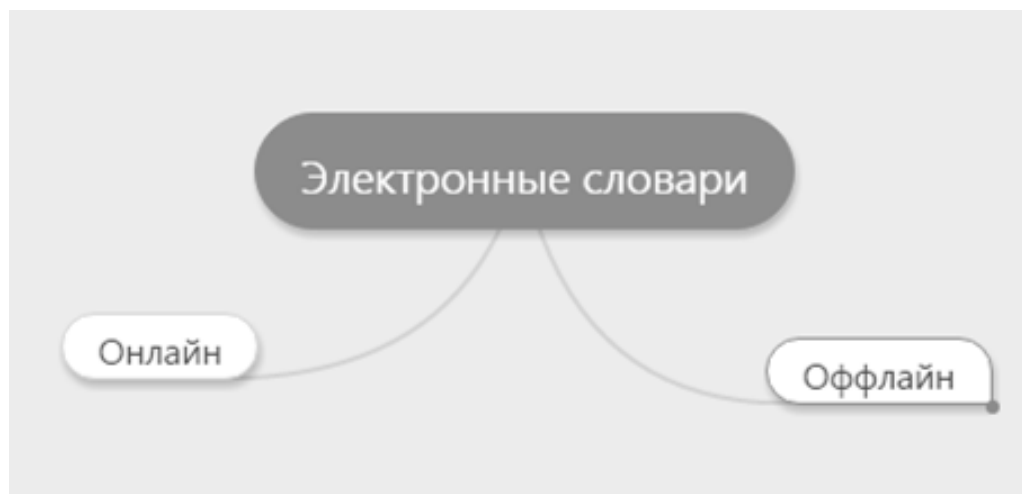 Электронные словари
Онлайн
Оффлайн